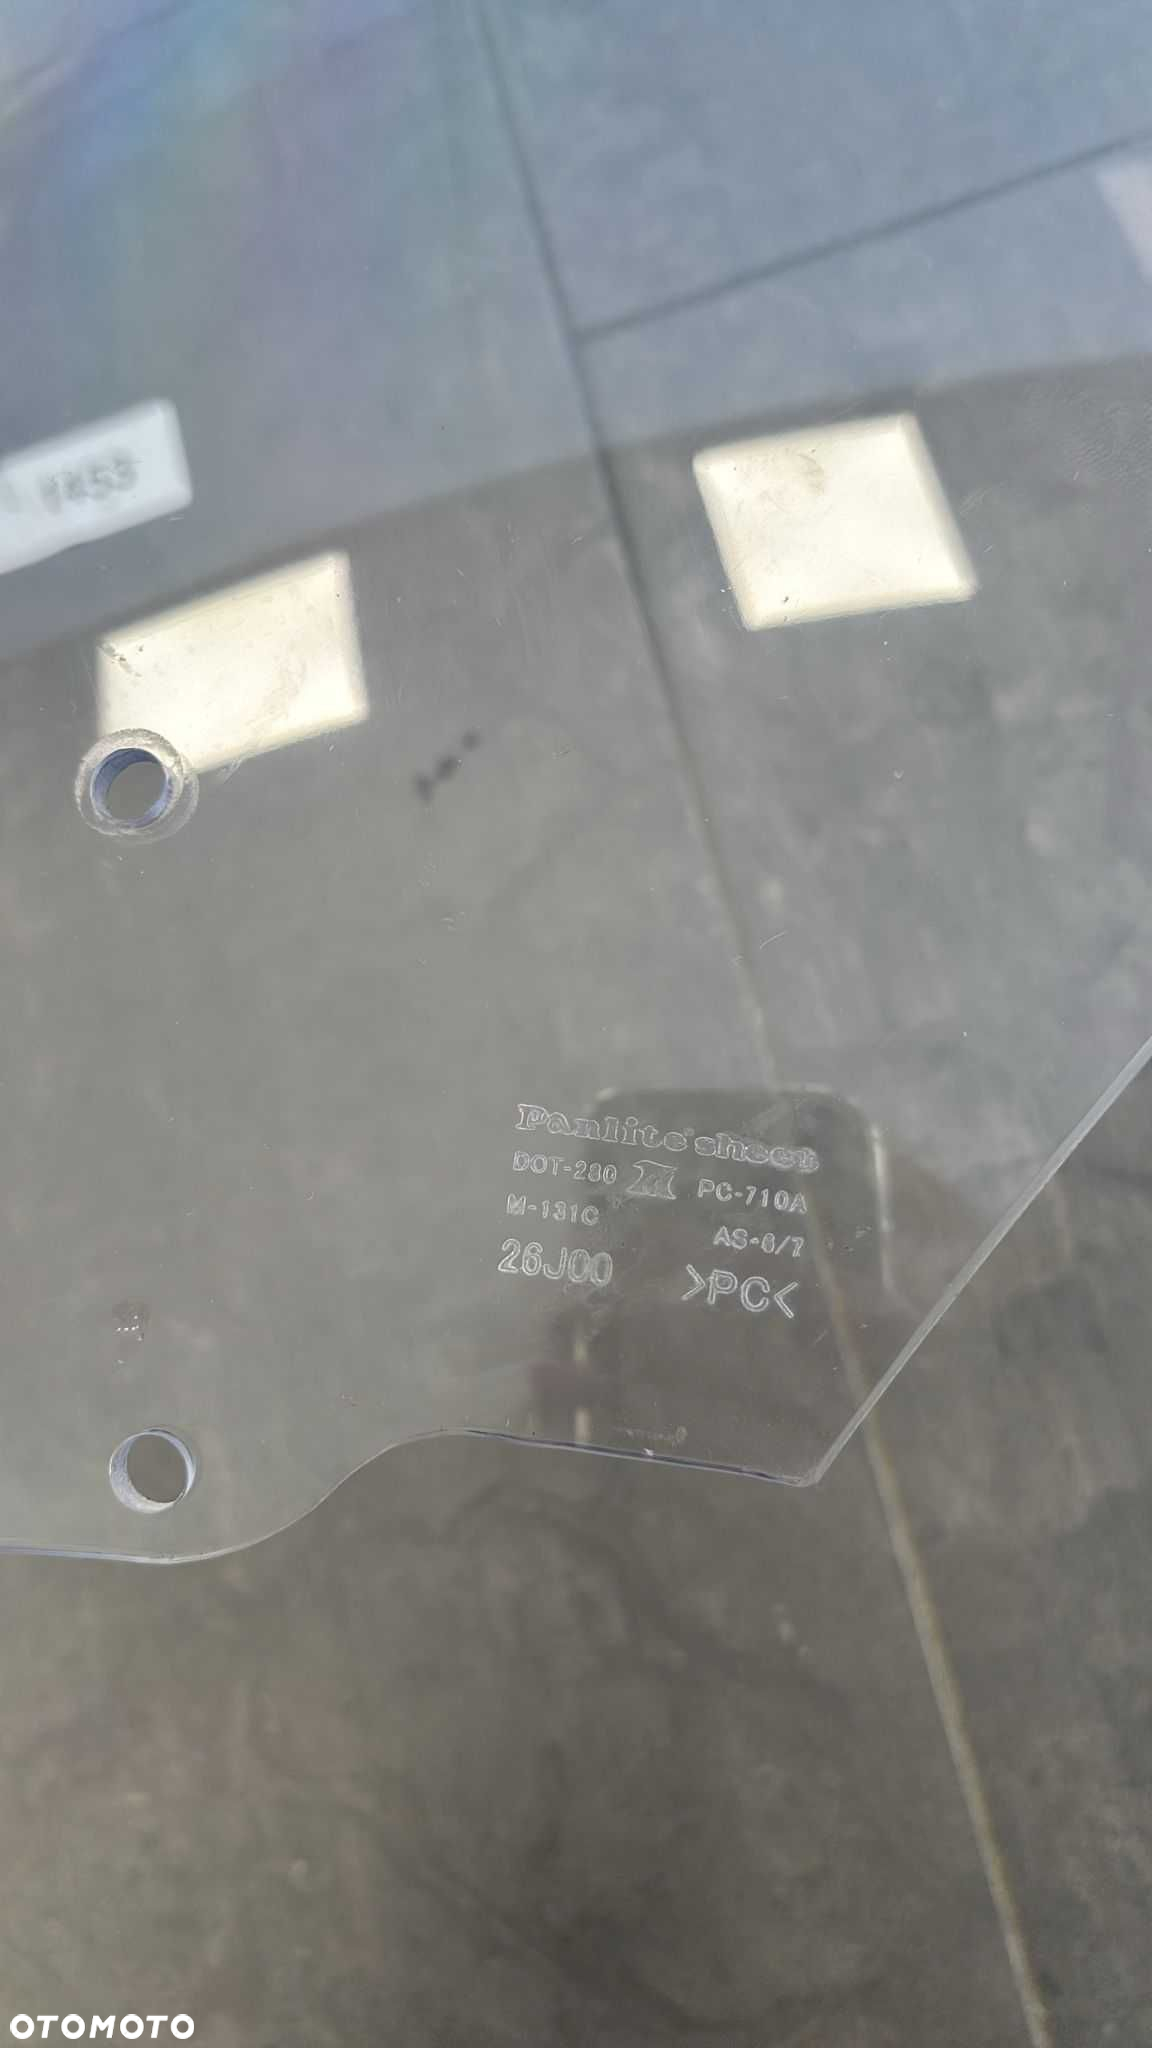 Panlite® sheet
DOT-280 PC-710A
M-131C AS-6/7
26J00 >PC<
OTOMOTO